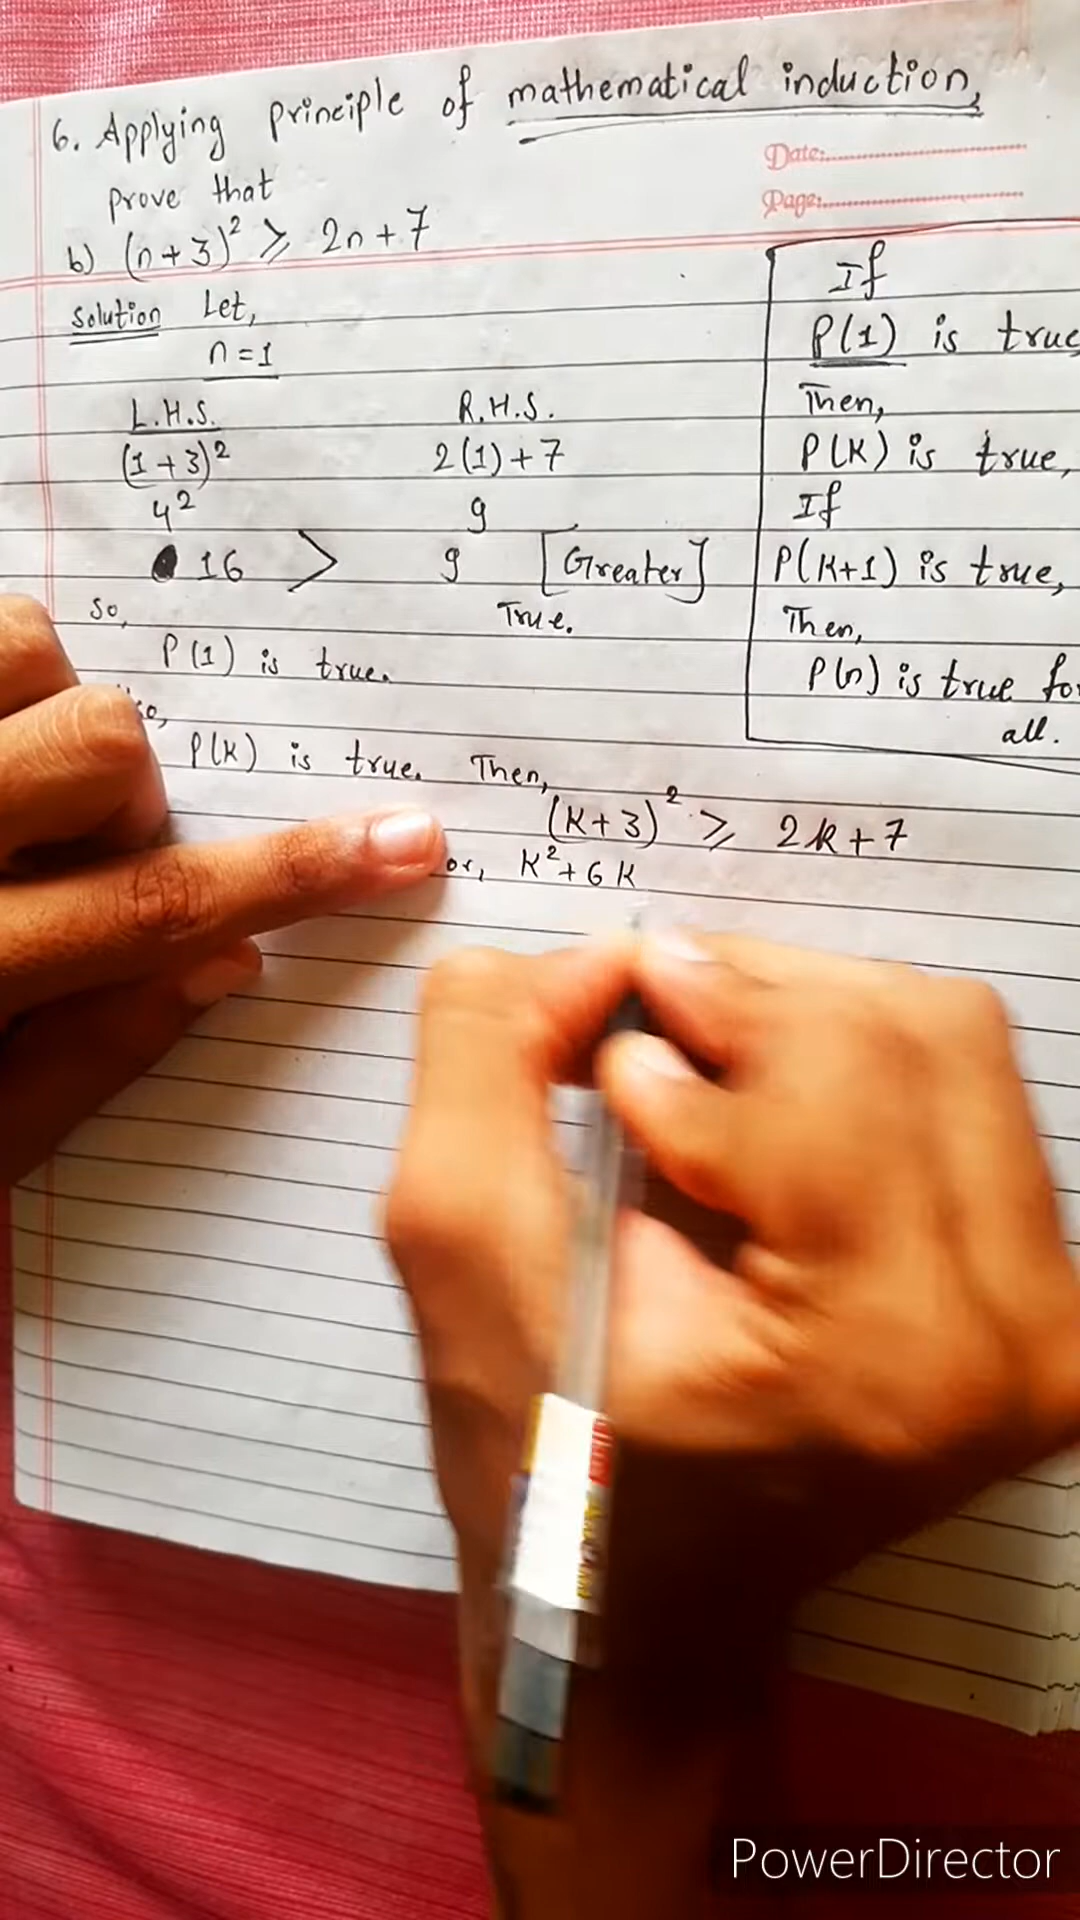 6. Applying principle of mathematical induction,
prove that
Date:
Page:
b) (n+3)² ≥ 2n+7
Solution Let,
n=1
L.H.S. R.H.S.
(1+3)² 2(1)+7
4² 9
16 > 9 [Greater]
So, True.
P(1) is true.
so,
P(K) is true. Then,
(K+3)² ≥ 2k+7
or, K²+6K
If
P(1) is true
Then,
P(K) is true,
If
P(K+1) is true,
Then,
P(n) is true for
all.
PowerDirector